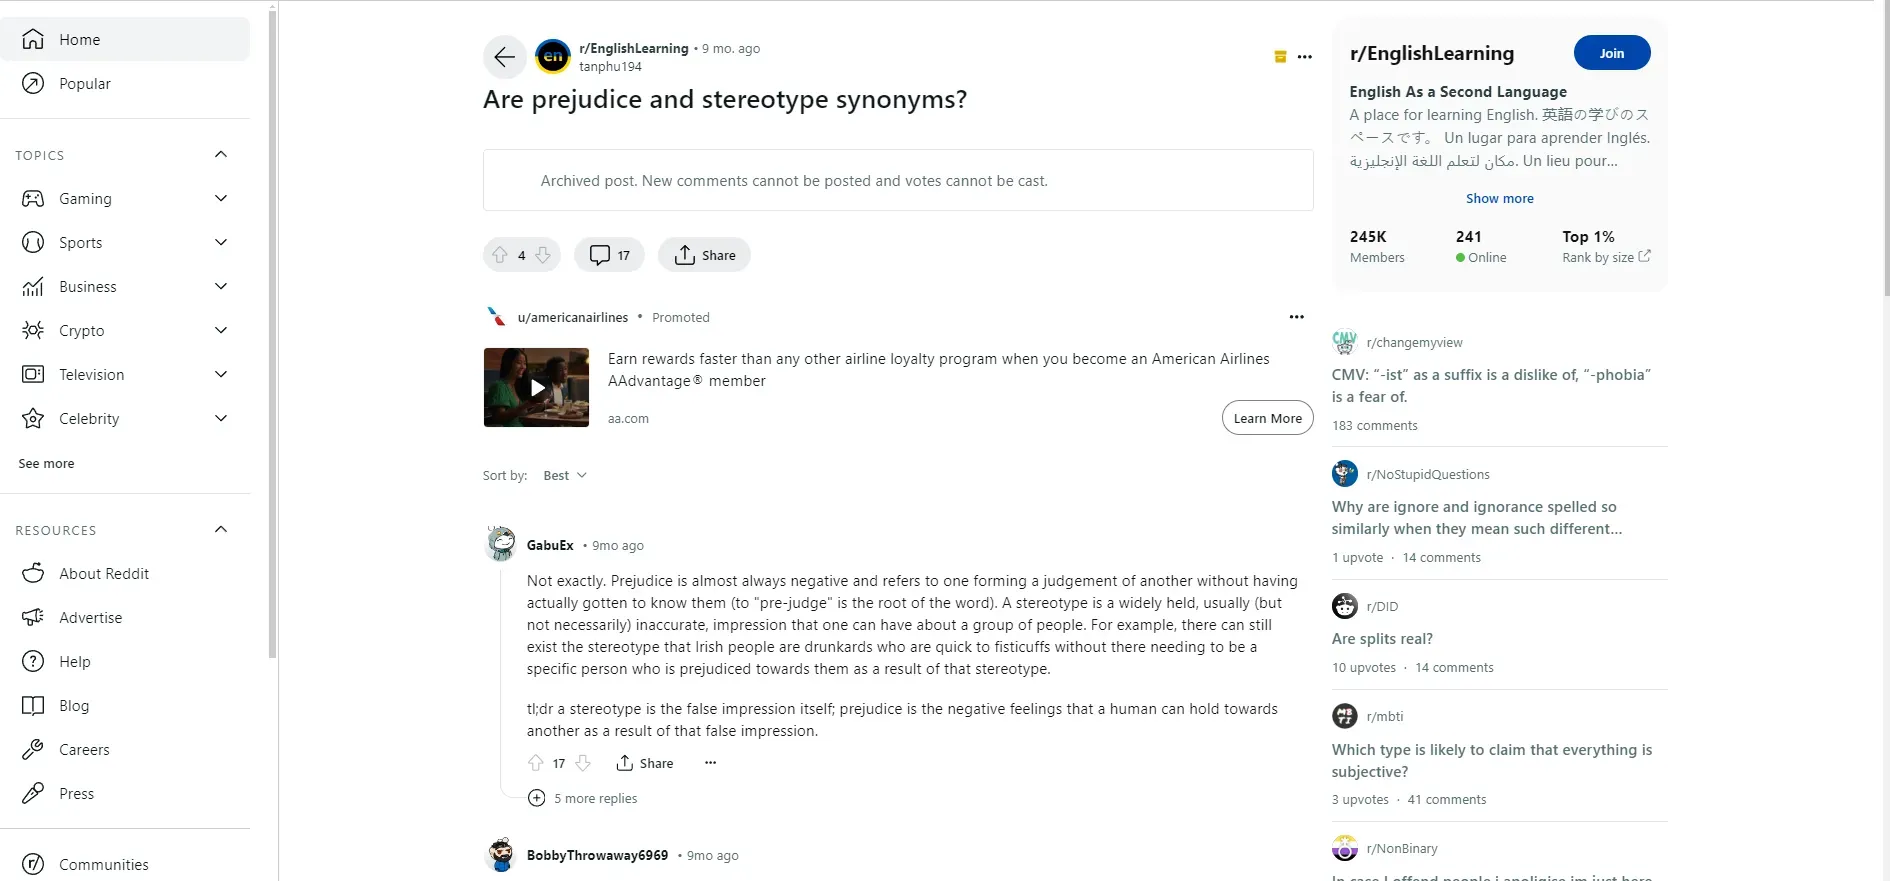 Home
Popular
TOPICS
Gaming
Sports
Business
Crypto
Television
Celebrity
See more
RESOURCES
About Reddit
Advertise
Help
Blog
Careers
Press
Communities
en
r/EnglishLearning • 9 mo. ago
tanphu194
Are prejudice and stereotype synonyms?
Archived post. New comments cannot be posted and votes cannot be cast.
4
17
Share
u/americanairlines • Promoted
Earn rewards faster than any other airline loyalty program when you become an American Airlines
AAdvantage® member
aa.com
Learn More
Sort by: Best
GabuEx • 9mo ago
Not exactly. Prejudice is almost always negative and refers to one forming a judgement of another without having
actually gotten to know them (to "pre-judge" is the root of the word). A stereotype is a widely held, usually (but
not necessarily) inaccurate, impression that one can have about a group of people. For example, there can still
exist the stereotype that Irish people are drunkards who are quick to fisticuffs without there needing to be a
specific person who is prejudiced towards them as a result of that stereotype.
tl;dr a stereotype is the false impression itself; prejudice is the negative feelings that a human can hold towards
another as a result of that false impression.
17
Share
5 more replies
BobbyThrowaway6969 • 9mo ago
r/EnglishLearning
Join
English As a Second Language
A place for learning English. 英語の学びのス
ペースです。 Un lugar para aprender Inglés.
مكان لتعلم اللغة الإنجليزية. Un lieu pour...
Show more
245K
Members
241
Online
Top 1%
Rank by size
CMV
r/changemyview
CMV: “-ist” as a suffix is a dislike of, “-phobia”
is a fear of.
183 comments
r/NoStupidQuestions
Why are ignore and ignorance spelled so
similarly when they mean such different...
1 upvote · 14 comments
r/DID
Are splits real?
10 upvotes · 14 comments
MB
TI
r/mbti
Which type is likely to claim that everything is
subjective?
3 upvotes · 41 comments
r/NonBinary
In case I offend people i apoligise im just here